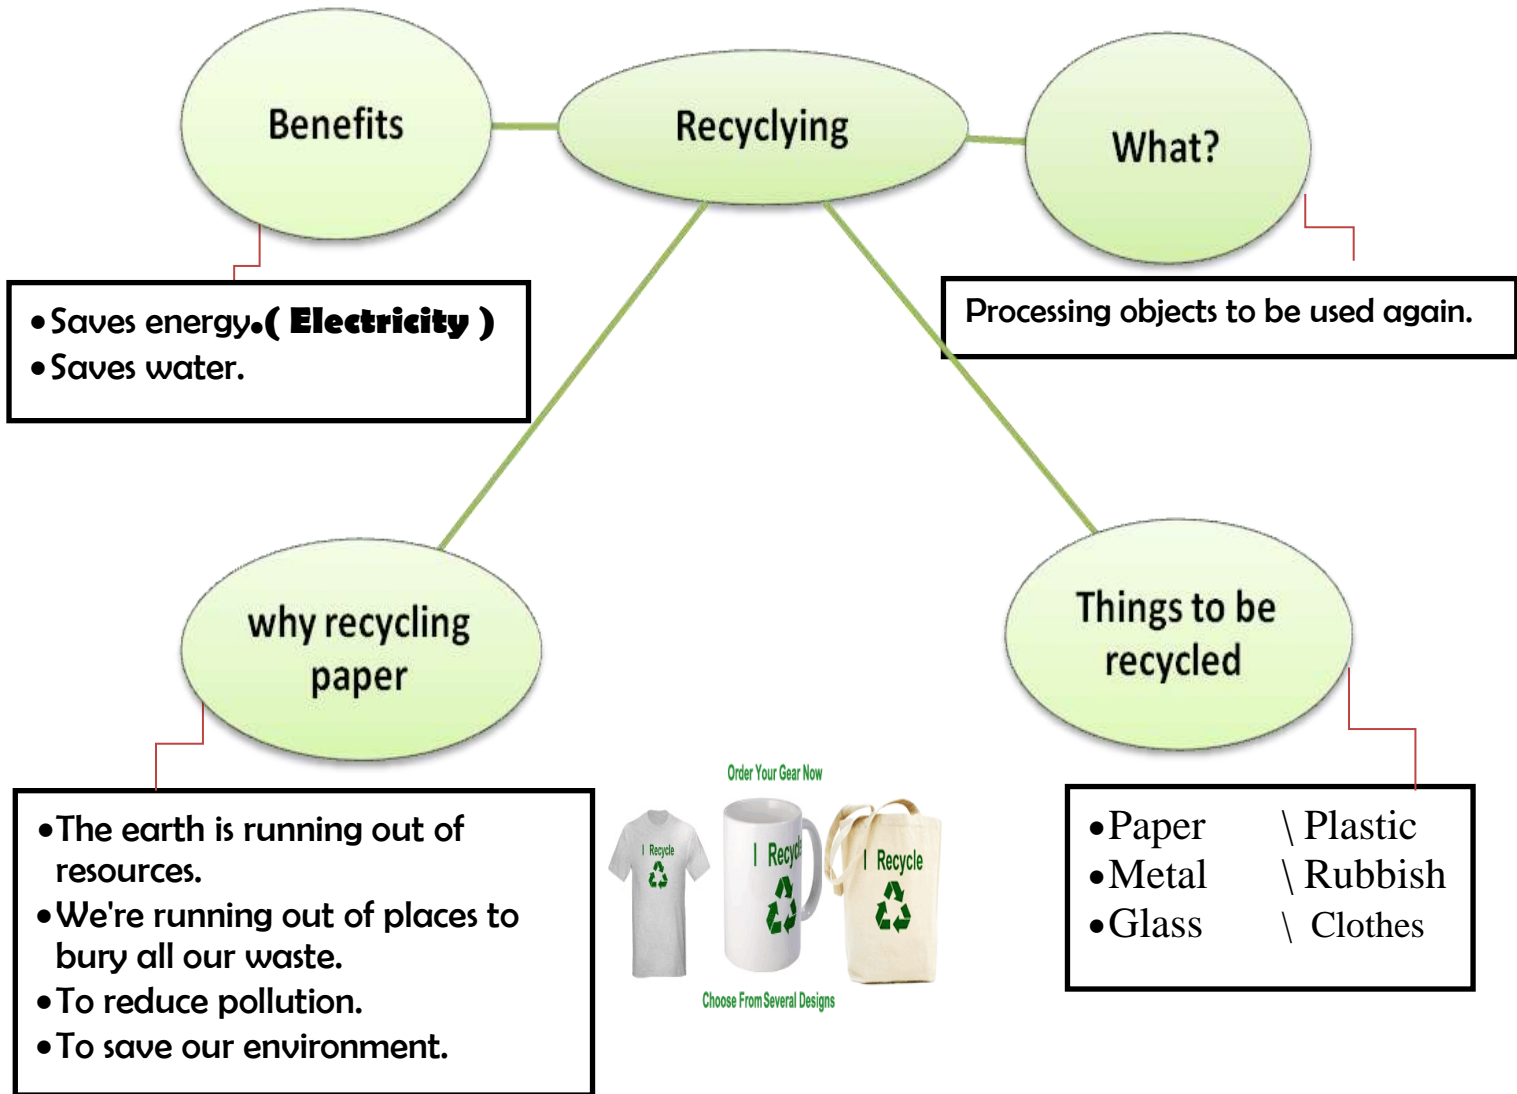 Benefits
Recyclying
What?
• Saves energy.( Electricity )
• Saves water.
Processing objects to be used again.
why recycling
paper
Things to be
recycled
• The earth is running out of
resources.
• We're running out of places to
bury all our waste.
• To reduce pollution.
• To save our environment.
Order Your Gear Now
I Recycle
I Recycle
I Recycle
Choose From Several Designs
• Paper \ Plastic
• Metal \ Rubbish
• Glass \ Clothes